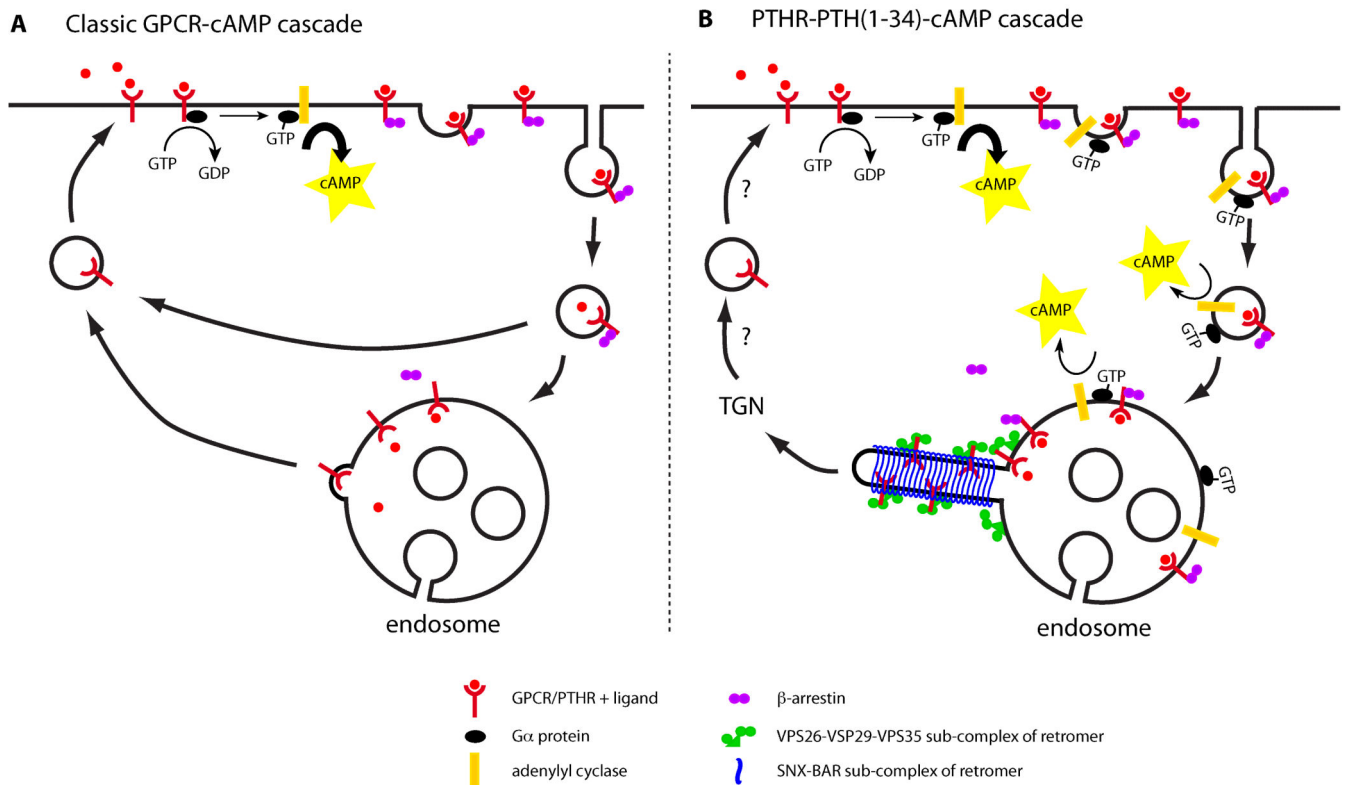 A Classic GPCR-cAMP cascade
GTP
GDP
GTP
cAMP
endosome
B PTHR-PTH(1-34)-cAMP cascade
GTP
GDP
GTP
cAMP
GTP
GTP
?
cAMP
GTP
cAMP
?
GTP
TGN
GTP
endosome
GPCR/PTHR + ligand
Gα protein
adenylyl cyclase
β-arrestin
VPS26-VSP29-VPS35 sub-complex of retromer
SNX-BAR sub-complex of retromer